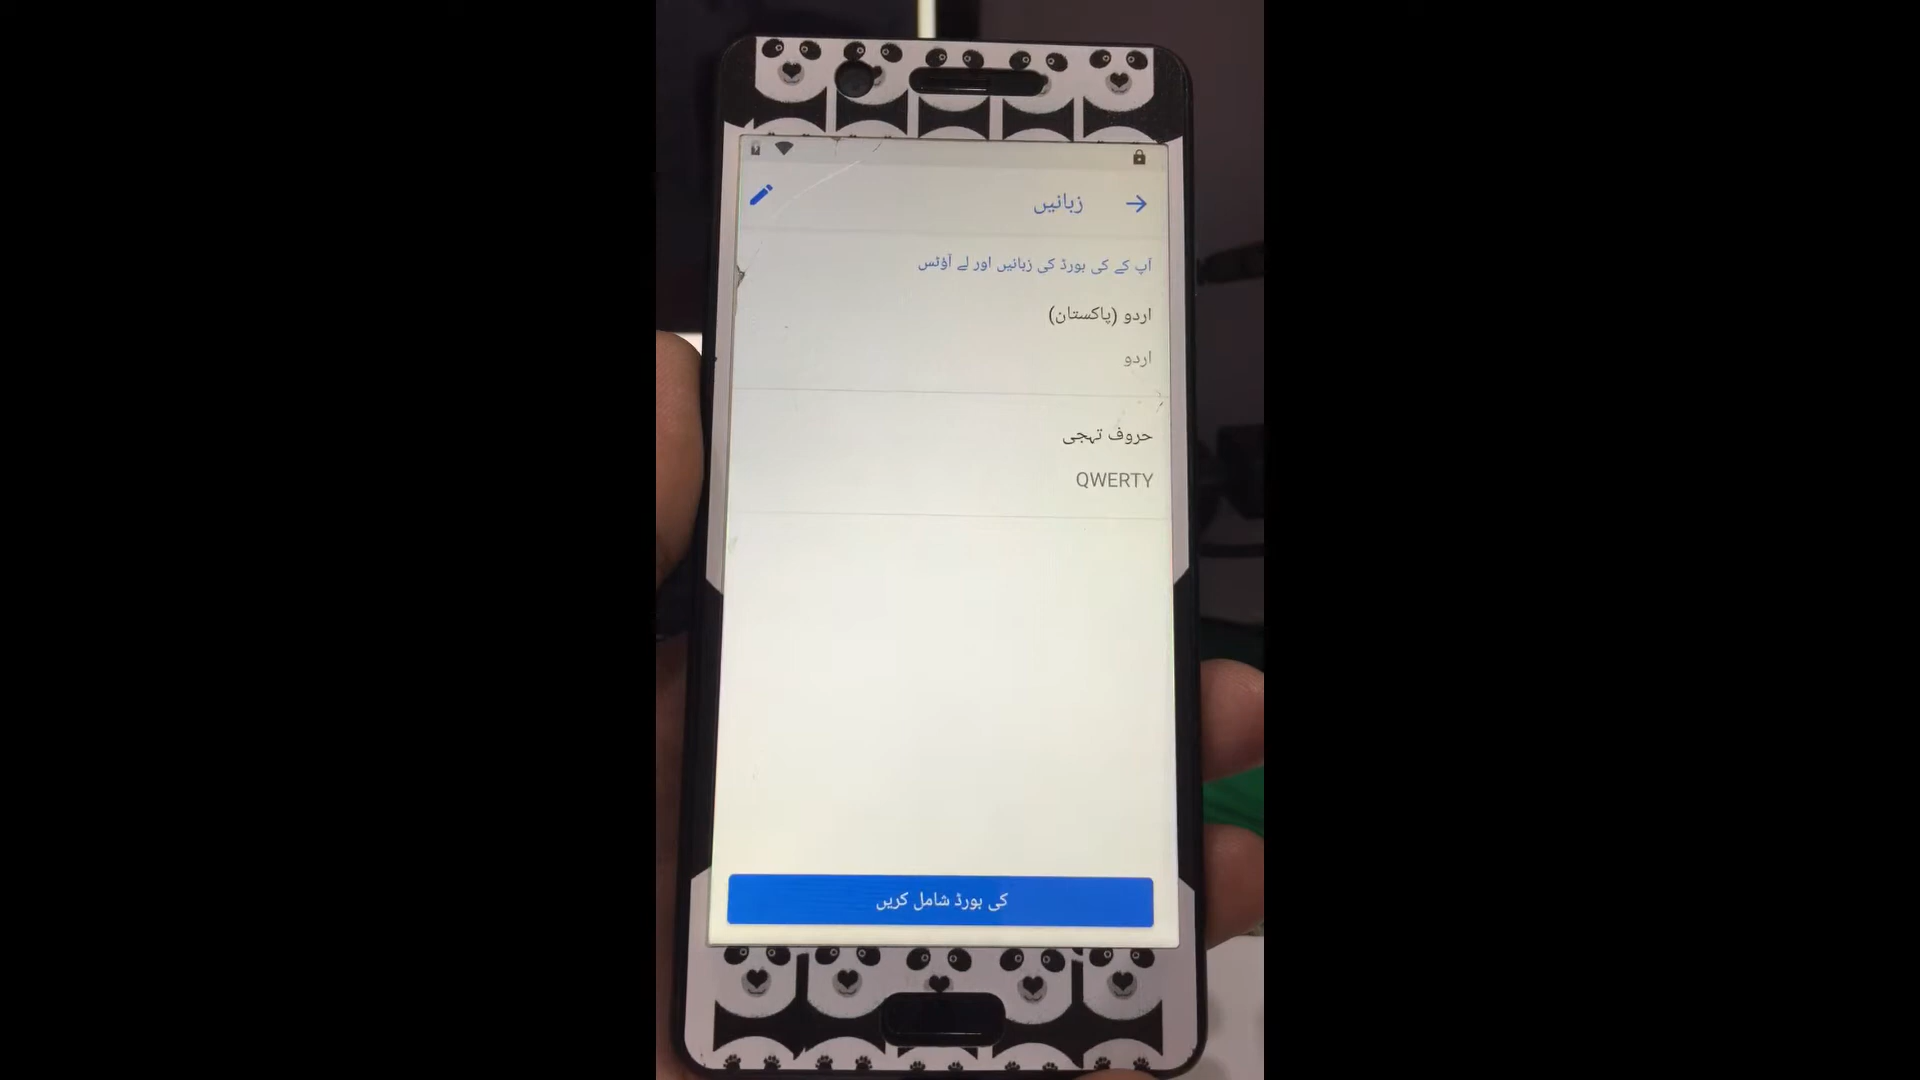 زبانیں
آپ کے کی بورڈ کی زبانیں اور لے آؤٹس
اردو (پاکستان)
اردو
حروف تہجی
QWERTY
کی بورڈ شامل کریں